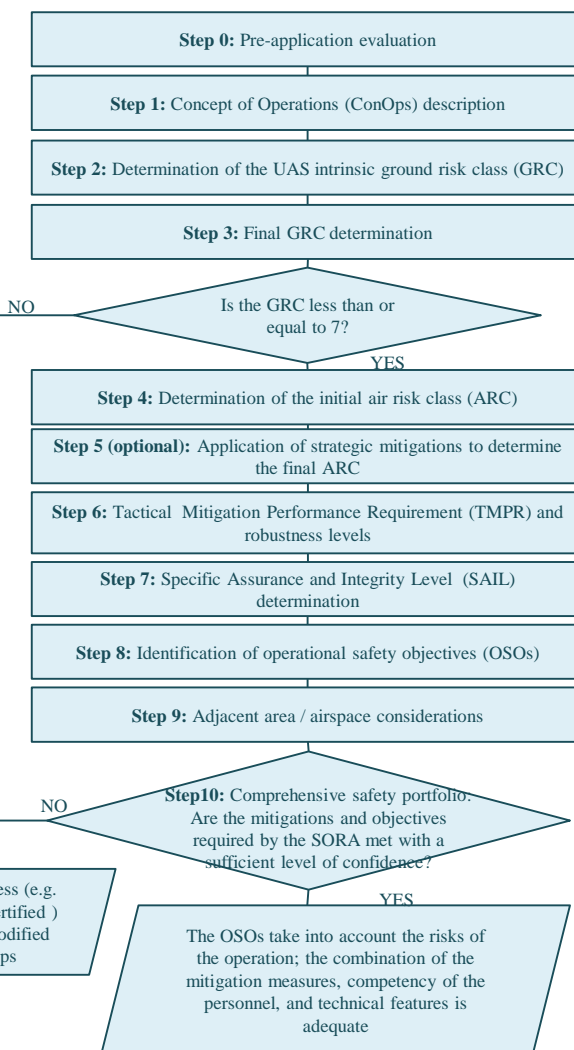 Step 0: Pre-application evaluation
Step 1: Concept of Operations (ConOps) description
Step 2: Determination of the UAS intrinsic ground risk class (GRC)
Step 3: Final GRC determination
Is the GRC less than or
equal to 7?
NO
YES
Step 4: Determination of the initial air risk class (ARC)
Step 5 (optional): Application of strategic mitigations to determine
the final ARC
Step 6: Tactical Mitigation Performance Requirement (TMPR) and
robustness levels
Step 7: Specific Assurance and Integrity Level (SAIL)
determination
Step 8: Identification of operational safety objectives (OSOs)
Step 9: Adjacent area / airspace considerations
Step10: Comprehensive safety portfolio.
Are the mitigations and objectives
required by the SORA met with a
sufficient level of confidence?
NO
YES
(e.g.
)
The OSOs take into account the risks of
the operation; the combination of the
mitigation measures, competency of the
personnel, and technical features is
adequate